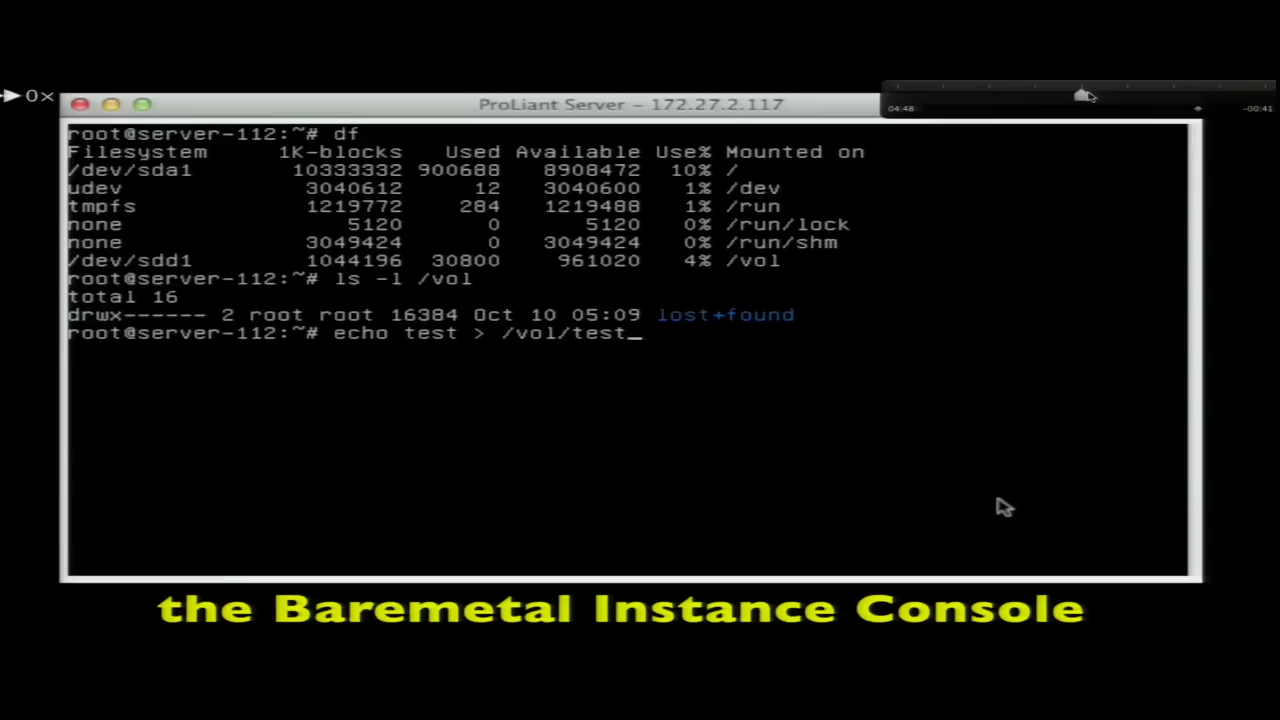 0x
ProLiant Server – 172.27.2.117
04:48
-00:41
root@server-112:~# df
Filesystem 1K-blocks Used Available Use% Mounted on
/dev/sda1 10333332 900688 8908472 10% /
udev 3040612 12 3040600 1% /dev
tmpfs 1219772 284 1219488 1% /run
none 5120 0 5120 0% /run/lock
none 3049424 0 3049424 0% /run/shm
/dev/sdd1 1044196 30800 961020 4% /vol
root@server-112:~# ls -l /vol
total 16
drwx------ 2 root root 16384 Oct 10 05:09 lost+found
root@server-112:~# echo test > /vol/test_
the Baremetal Instance Console